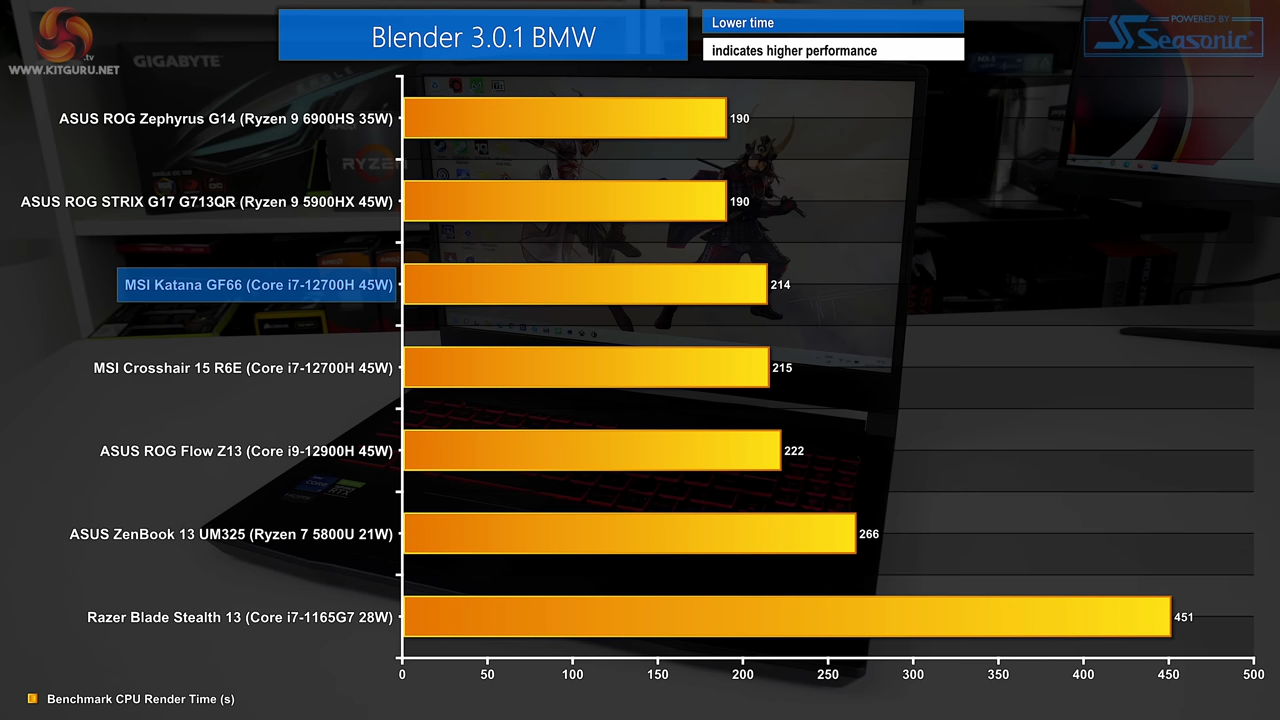 Blender 3.0.1 BMW
Lower time
indicates higher performance
POWERED BY
Seasonic
.tv
WWW.KITGURU.NET
GIGABYTE
RYZEN
ASUS ROG Zephyrus G14 (Ryzen 9 6900HS 35W)
190
ASUS ROG STRIX G17 G713QR (Ryzen 9 5900HX 45W)
190
MSI Katana GF66 (Core i7-12700H 45W)
214
MSI Crosshair 15 R6E (Core i7-12700H 45W)
215
ASUS ROG Flow Z13 (Core i9-12900H 45W)
222
ASUS ZenBook 13 UM325 (Ryzen 7 5800U 21W)
266
Razer Blade Stealth 13 (Core i7-1165G7 28W)
451
0 50 100 150 200 250 300 350 400 450 500
Benchmark CPU Render Time (s)